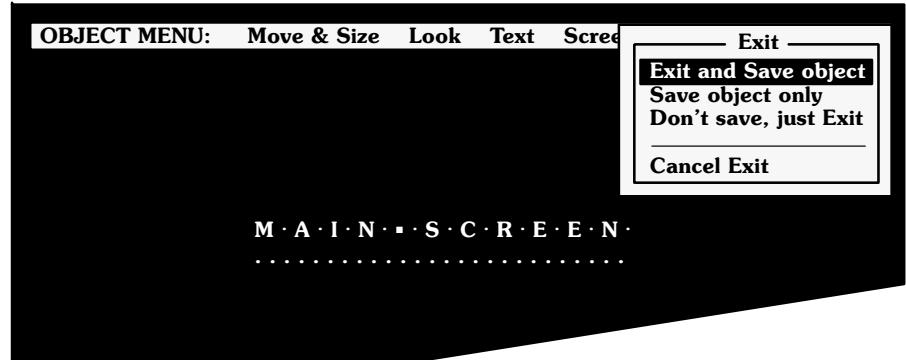 OBJECT MENU: Move & Size Look Text Scree
Exit
Exit and Save object
Save object only
Don't save, just Exit
Cancel Exit
M · A · I · N · ▪ · S · C · R · E · E · N ·
. . . . . . . . . . . . . . . . . . . . . . . . . .